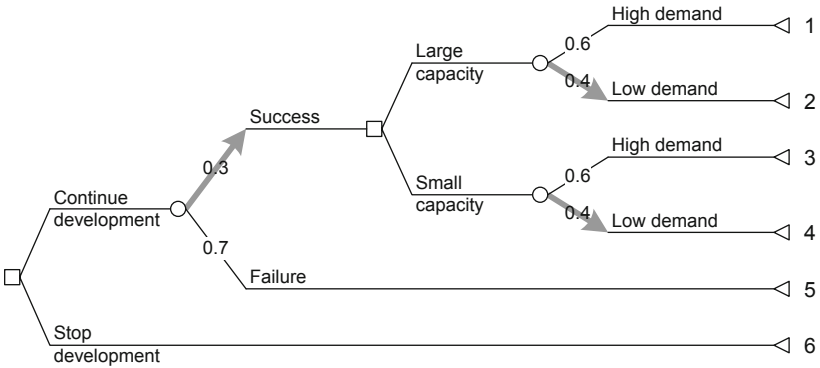 High demand
1
0.6
Large
capacity
0.4
Low demand
2
Success
High demand
3
0.3
0.6
Small
capacity
Continue
development
0.4
Low demand
4
0.7
Failure
5
Stop
development
6